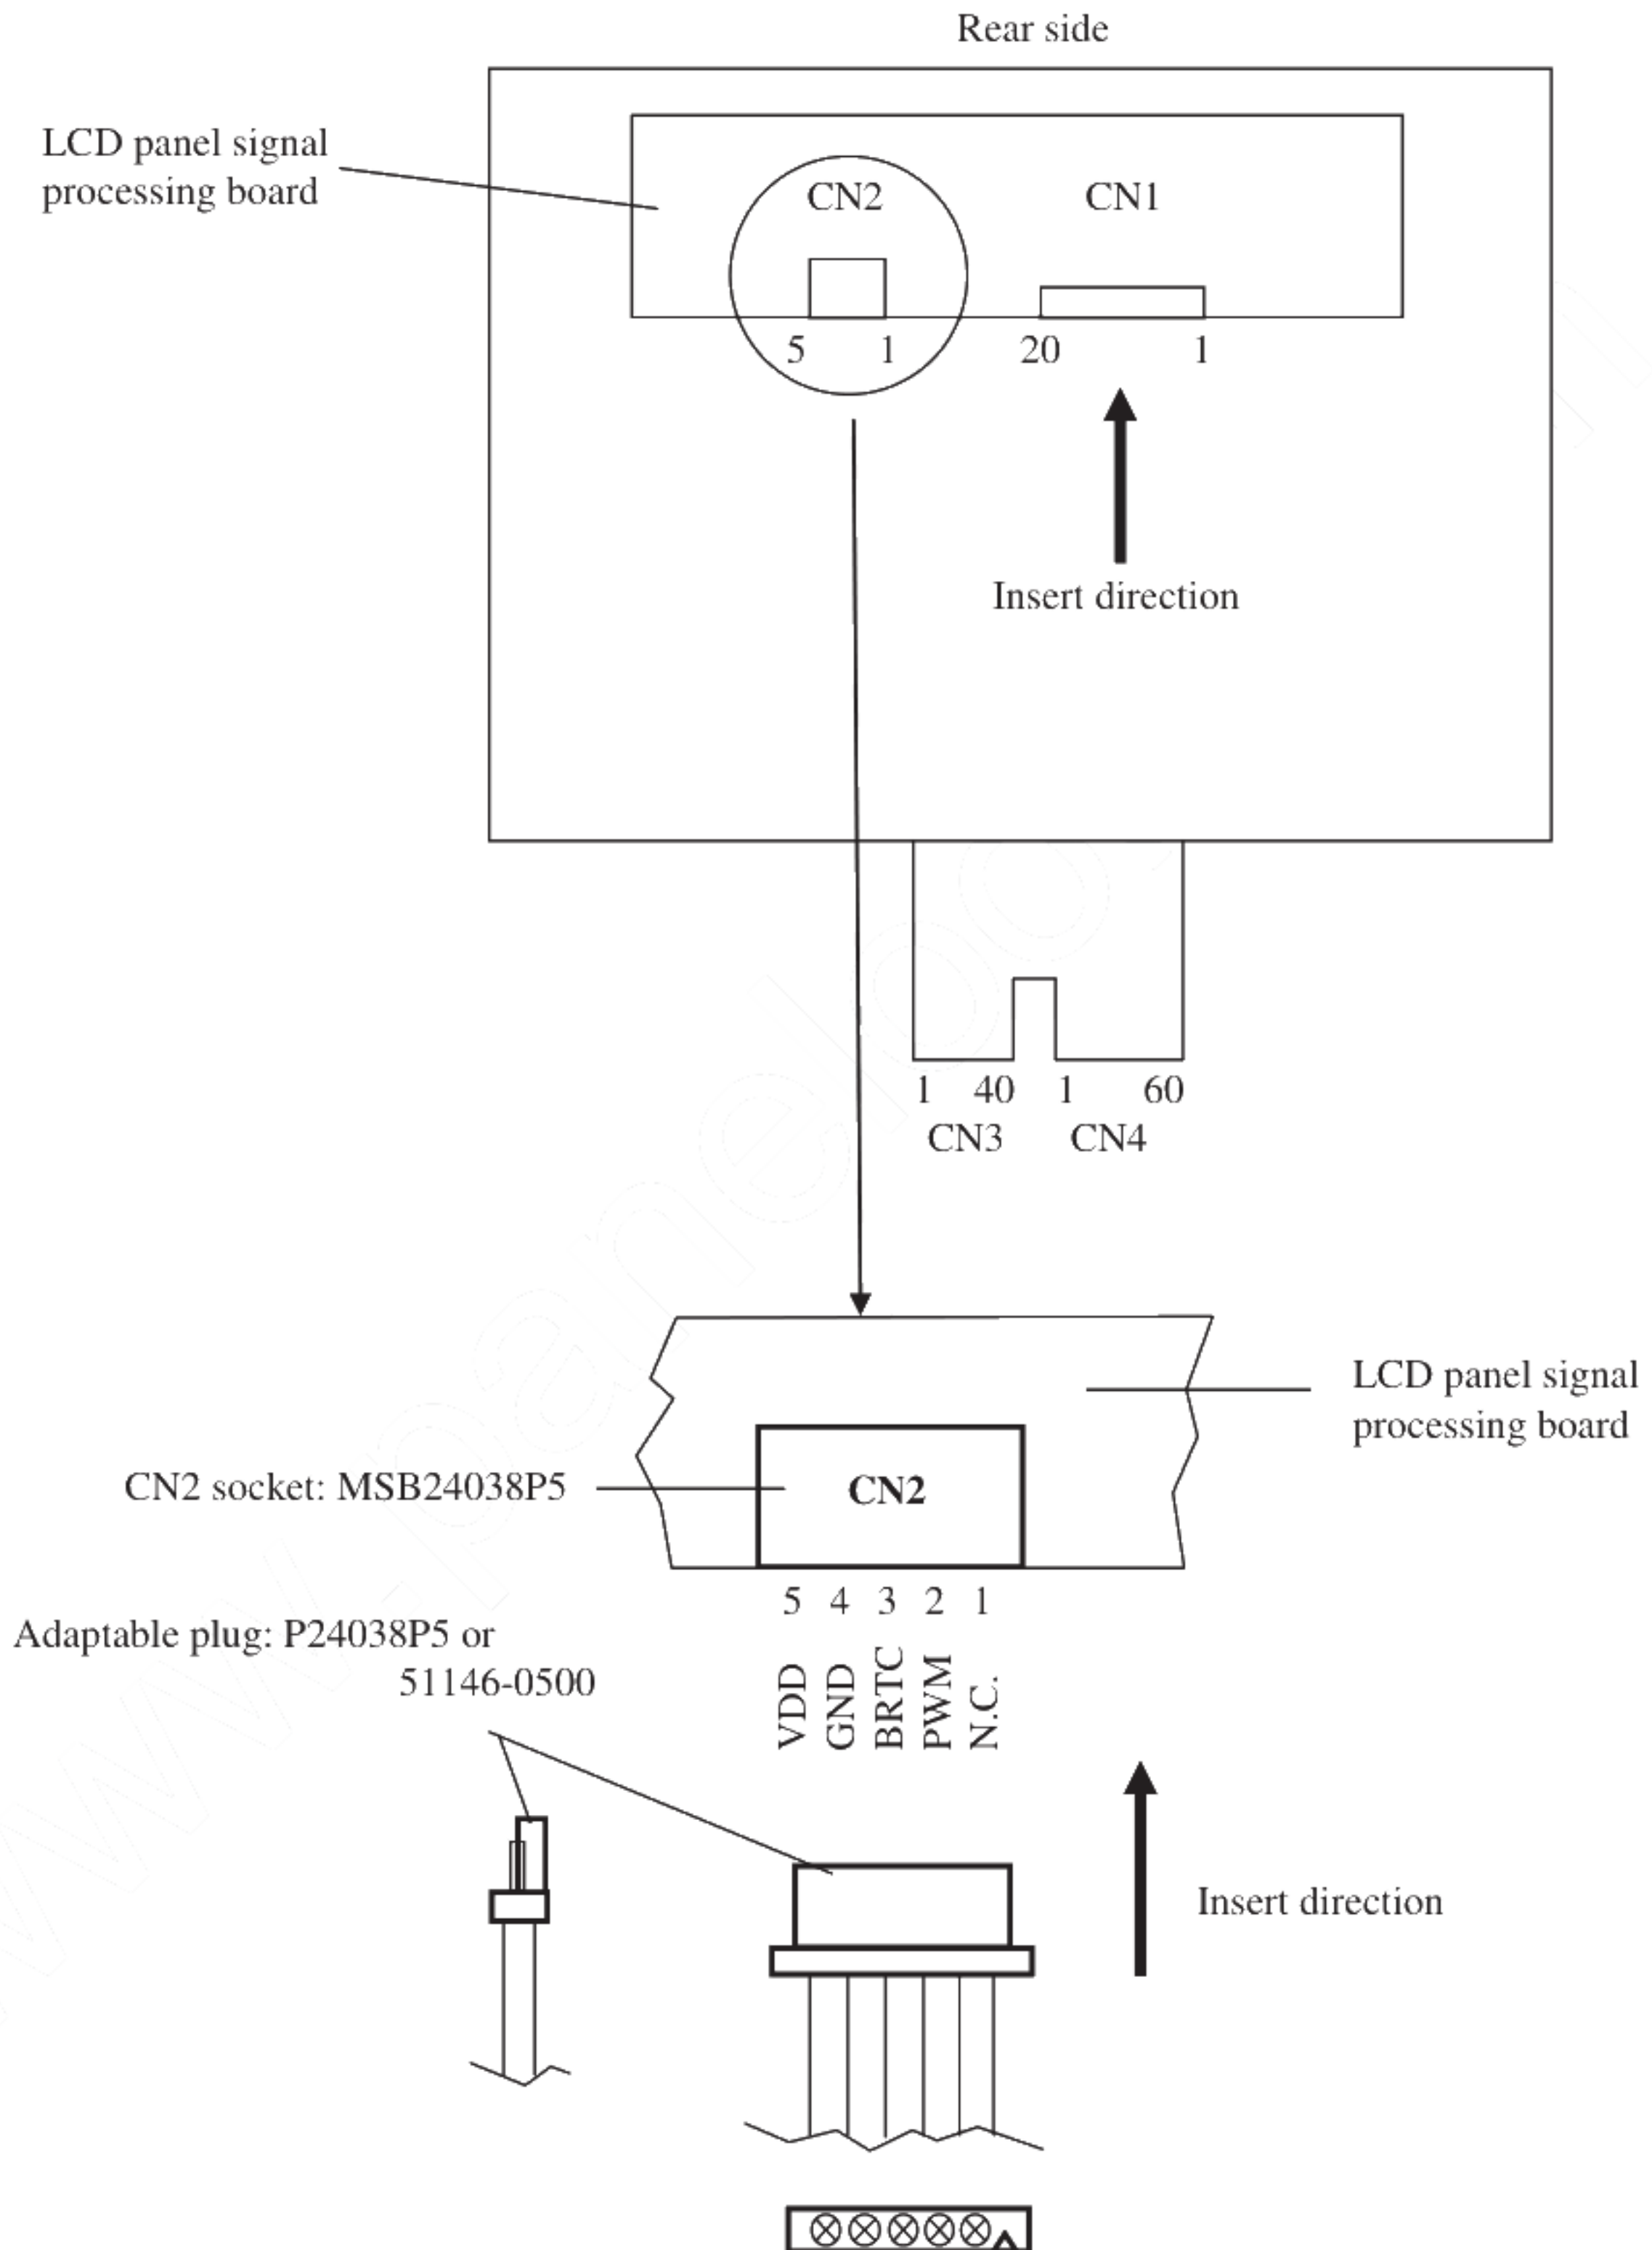 Rear side
LCD panel signal
processing board
CN2
CN1
5 1
20 1
Insert direction
1 40 1 60
CN3 CN4
LCD panel signal
processing board
CN2 socket: MSB24038P5
CN2
5 4 3 2 1
Adaptable plug: P24038P5 or
51146-0500
VDD
GND
BRTC
PWM
N.C.
Insert direction